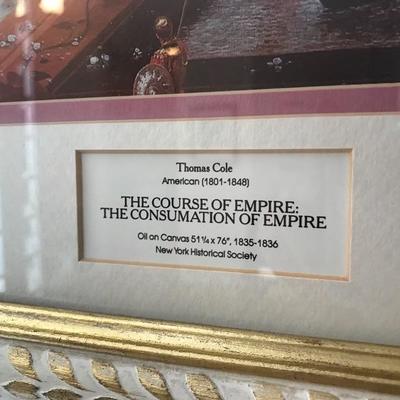 Thomas Cole
American (1801-1848)
THE COURSE OF EMPIRE:
THE CONSUMATION OF EMPIRE
Oil on Canvas 51¼ x 76", 1835-1836
New York Historical Society